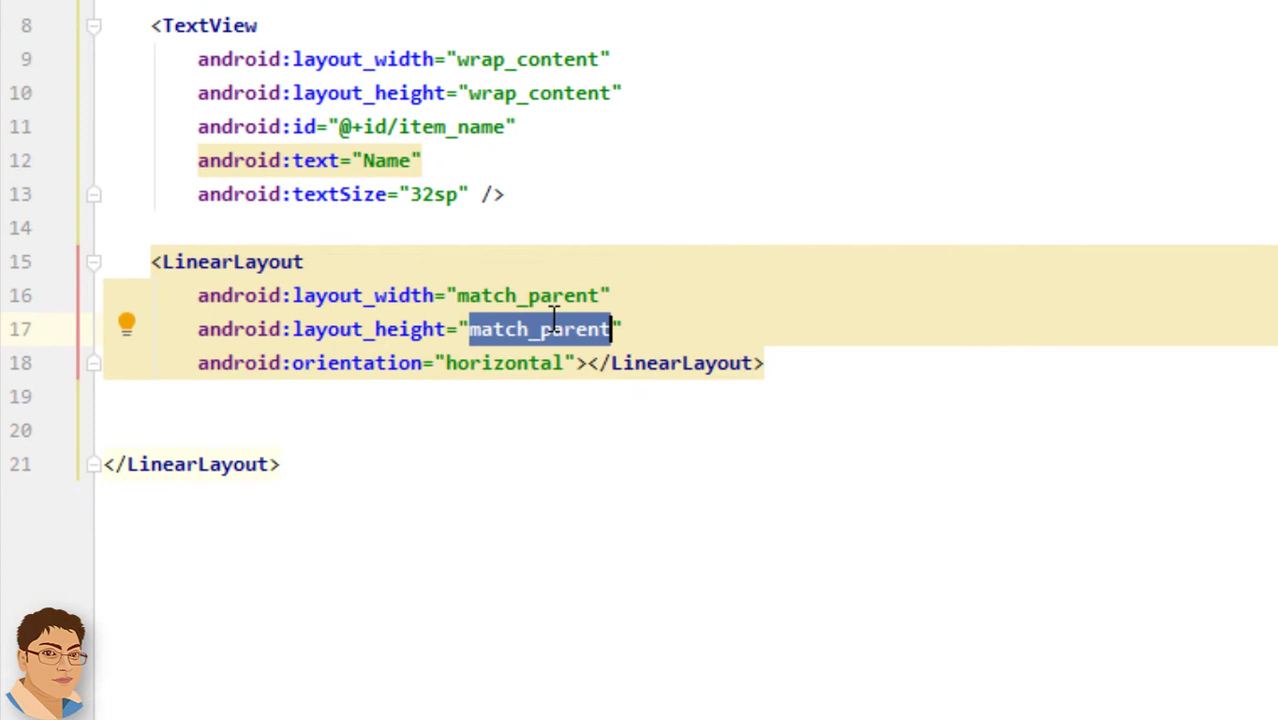 8 <TextView
9 android:layout_width="wrap_content"
10 android:layout_height="wrap_content"
11 android:id="@+id/item_name"
12 android:text="Name"
13 android:textSize="32sp" />
14
15 <LinearLayout
16 android:layout_width="match_parent"
17 android:layout_height="match_parent"
18 android:orientation="horizontal"></LinearLayout>
19
20
21 </LinearLayout>